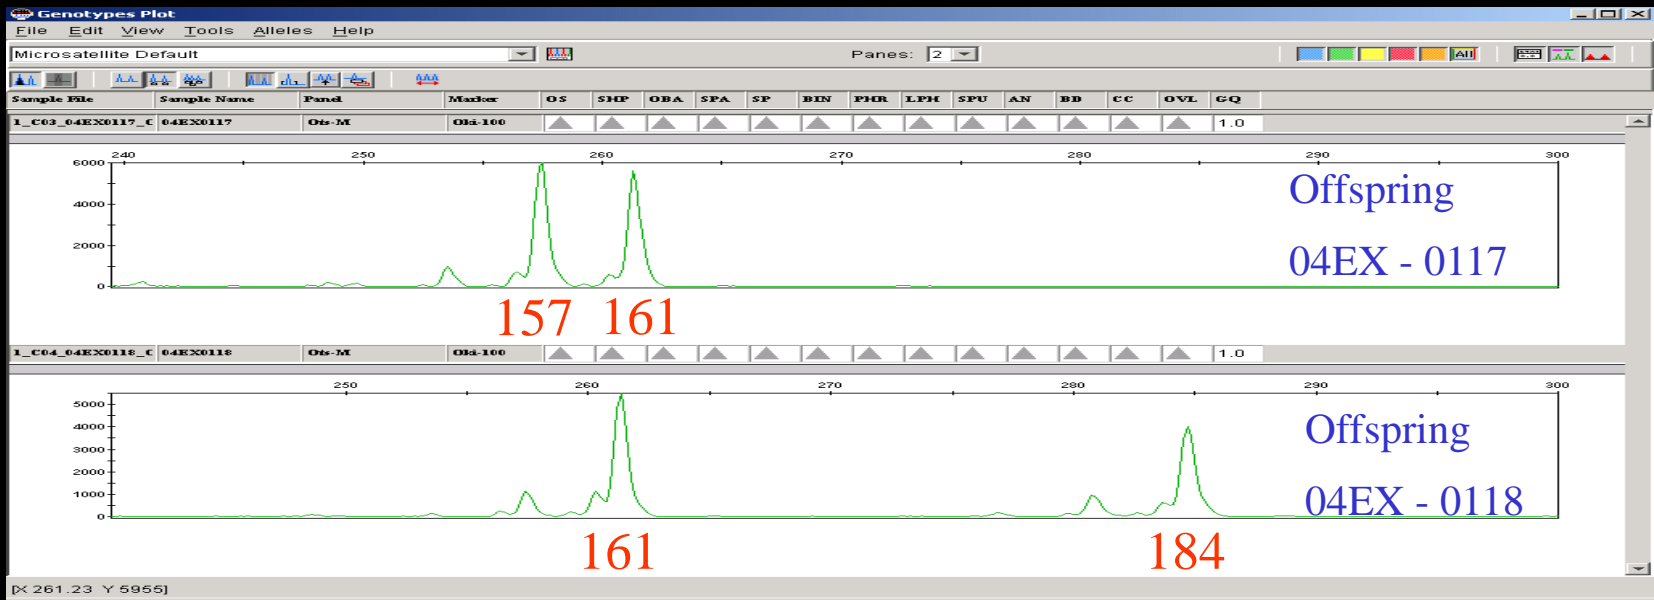 Genotypes Plot
File Edit View Tools Alleles Help
Microsatellite Default Panes: 2 All
Sample File Sample Name Panel Marker OS SHP OBA SPA SP BIN PHR LPH SPU AN BD CC OVL GQ
1_C03_04EX0117_C 04EX0117 Ots-M Oki-100 1.0
240 250 260 270 280 290 300
6000
4000
2000
0
Offspring
04EX - 0117
157 161
1_C04_04EX0118_C 04EX0118 Ots-M Oki-100 1.0
250 260 270 280 290 300
5000
4000
3000
2000
1000
0
Offspring
04EX - 0118
161 184
[X 261.23 Y 5955]